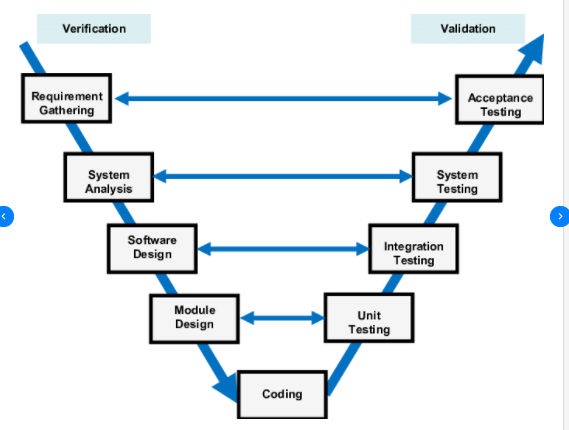 Verification
Validation
Requirement
Gathering
Acceptance
Testing
System
Analysis
System
Testing
Software
Design
Integration
Testing
Module
Design
Unit
Testing
Coding